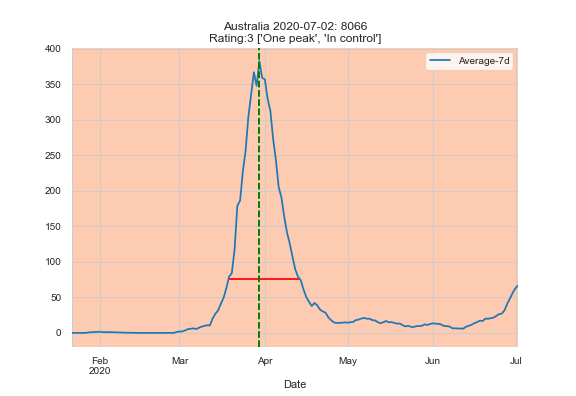 Australia 2020-07-02: 8066
Rating:3 ['One peak', 'In control']
Average-7d
400
350
300
250
200
150
100
50
0
Feb Mar Apr May Jun Jul
2020
Date